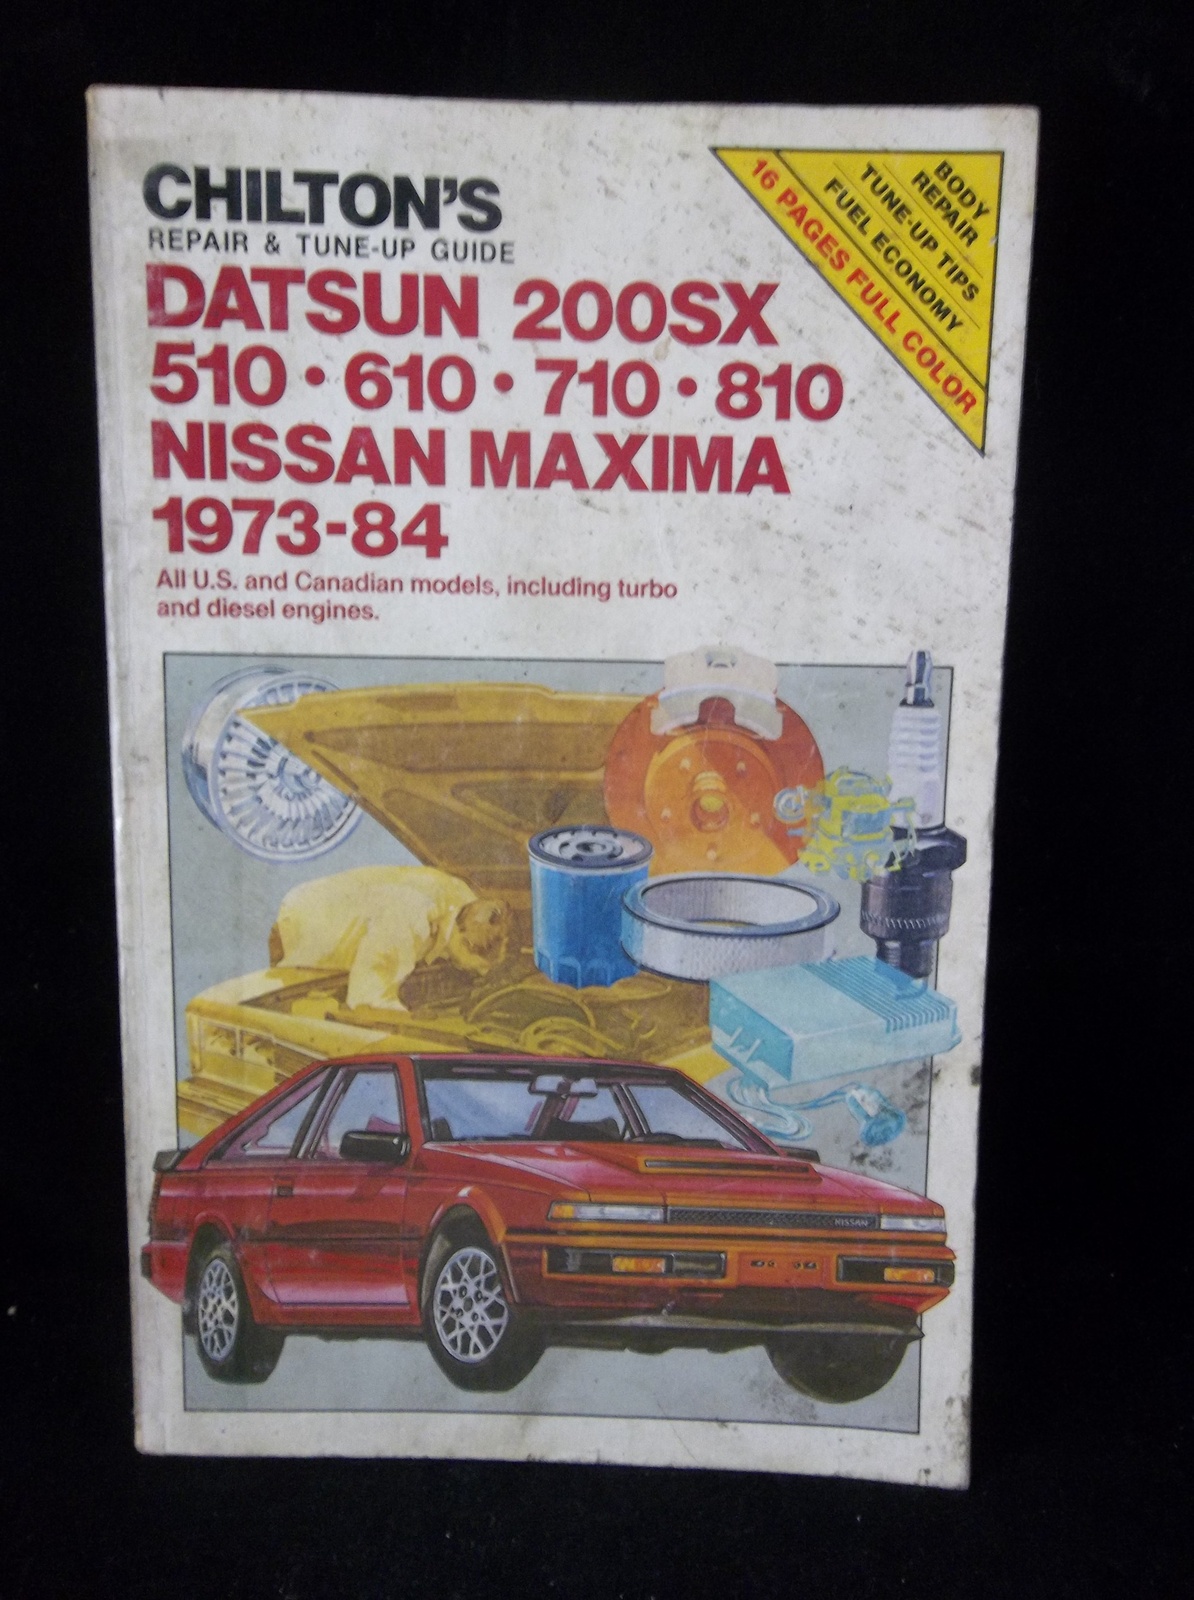 CHILTON'S
REPAIR & TUNE-UP GUIDE
DATSUN 200SX
510 • 610 • 710 • 810
NISSAN MAXIMA
1973-84
All U.S. and Canadian models, including turbo
and diesel engines.
BODY
REPAIR
TUNE-UP TIPS
FUEL ECONOMY
16 PAGES FULL COLOR
NISSAN